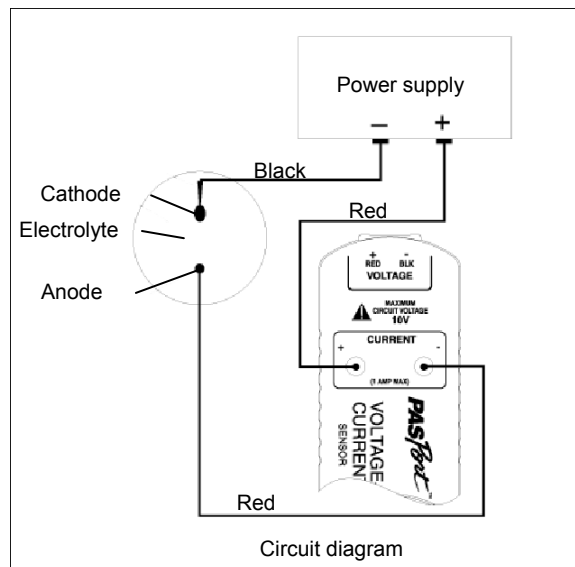 Power supply
− +
Black
Cathode
Red
Electrolyte
Anode
+ -
RED BLK
VOLTAGE
MAXIMUM
CIRCUIT VOLTAGE
10V
CURRENT
+ -
(1 AMP MAX)
PASPort™
VOLTAGE
CURRENT
SENSOR
Red
Circuit diagram